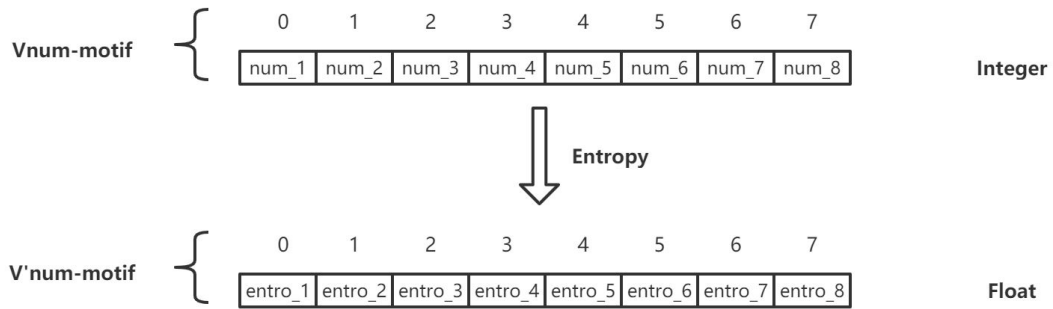 0 1 2 3 4 5 6 7
Vnum-motif
num_1 num_2 num_3 num_4 num_5 num_6 num_7 num_8 Integer
Entropy
0 1 2 3 4 5 6 7
V'num-motif
entro_1 entro_2 entro_3 entro_4 entro_5 entro_6 entro_7 entro_8 Float